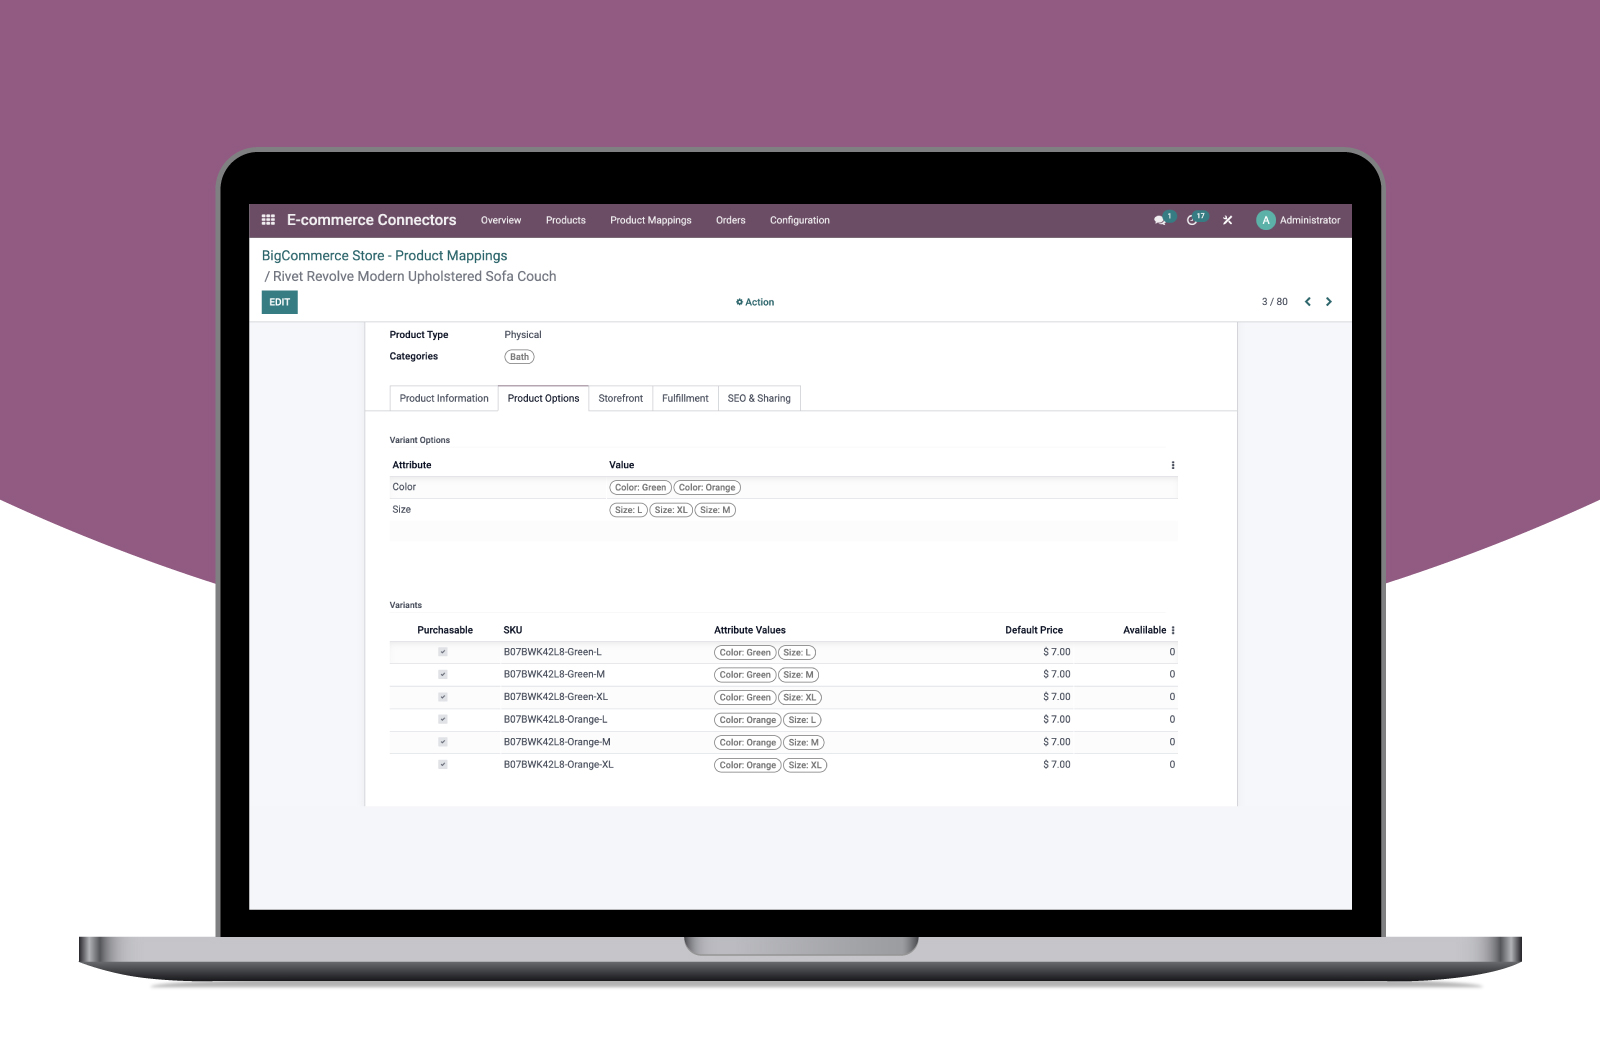 E-commerce Connectors Overview Products Product Mappings Orders Configuration 1 17 A Administrator
BigCommerce Store - Product Mappings
/ Rivet Revolve Modern Upholstered Sofa Couch
EDIT Action 3 / 80
Product Type Physical
Categories Bath
Product Information Product Options Storefront Fulfillment SEO & Sharing
Variant Options
Attribute Value
Color Color: Green Color: Orange
Size Size: L Size: XL Size: M
Variants
Purchasable SKU Attribute Values Default Price Avalilable
B07BWK42L8-Green-L Color: Green Size: L $ 7.00 0
B07BWK42L8-Green-M Color: Green Size: M $ 7.00 0
B07BWK42L8-Green-XL Color: Green Size: XL $ 7.00 0
B07BWK42L8-Orange-L Color: Orange Size: L $ 7.00 0
B07BWK42L8-Orange-M Color: Orange Size: M $ 7.00 0
B07BWK42L8-Orange-XL Color: Orange Size: XL $ 7.00 0